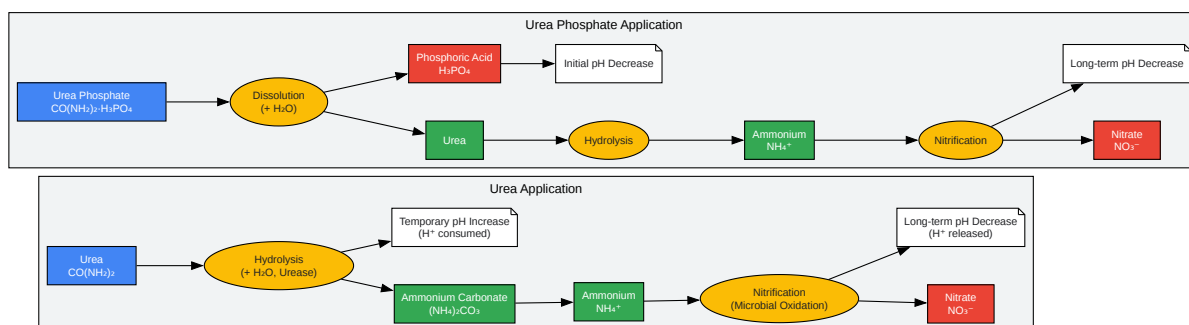 Urea Phosphate Application
Phosphoric Acid
H₃PO₄
Initial pH Decrease
Long-term pH Decrease
Urea Phosphate
CO(NH₂)₂·H₃PO₄
Dissolution
(+ H₂O)
Urea
Hydrolysis
Ammonium
NH₄⁺
Nitrification
Nitrate
NO₃⁻
Urea Application
Temporary pH Increase
(H⁺ consumed)
Long-term pH Decrease
(H⁺ released)
Urea
CO(NH₂)₂
Hydrolysis
(+ H₂O, Urease)
Ammonium Carbonate
(NH₄)₂CO₃
Ammonium
NH₄⁺
Nitrification
(Microbial Oxidation)
Nitrate
NO₃⁻